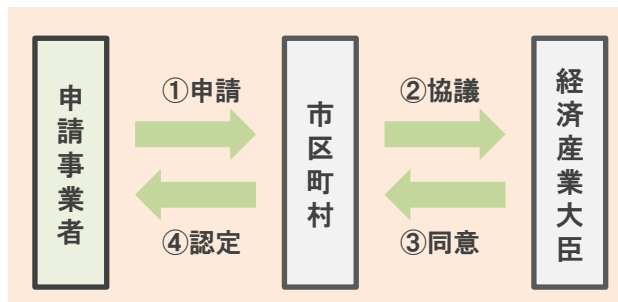 申請事業者
①申請
④認定
市区町村
②協議
③同意
経済産業大臣